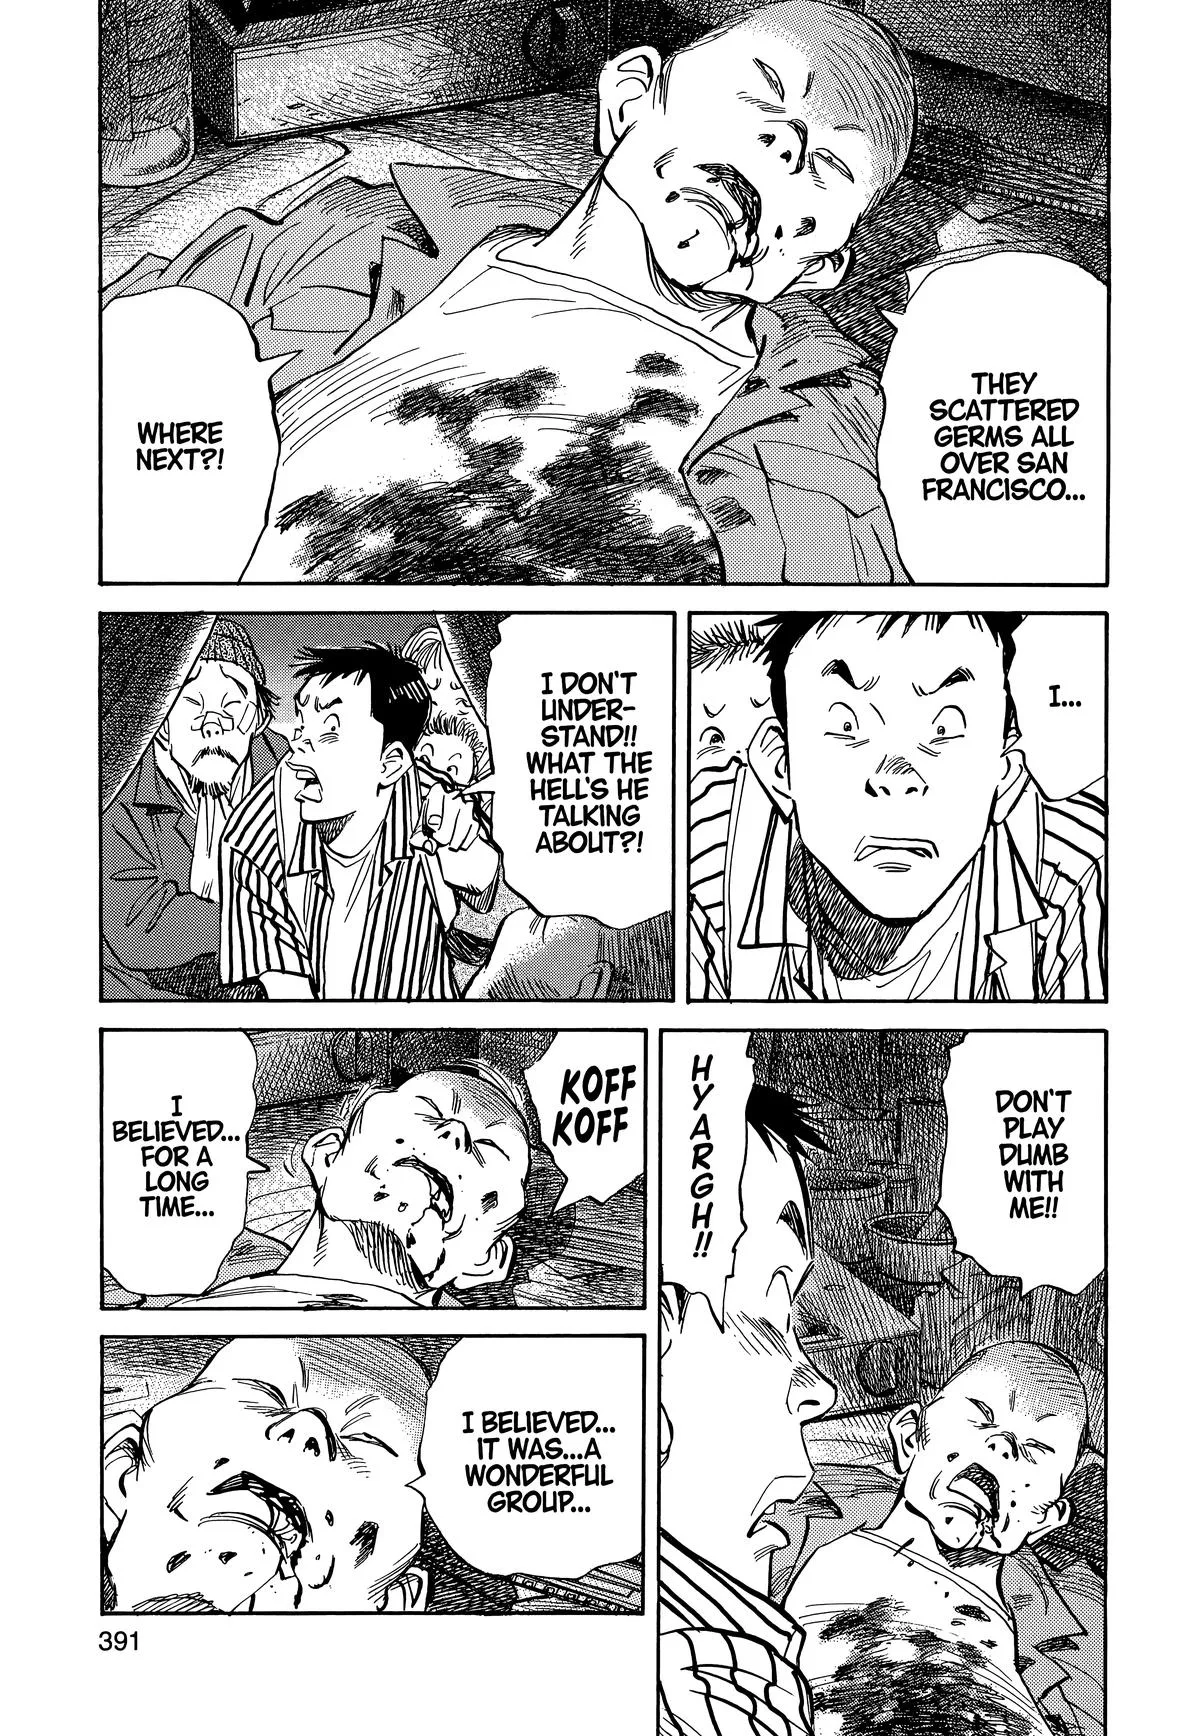 THEY
SCATTERED
GERMS ALL
OVER SAN
FRANCISCO...
WHERE
NEXT?!
I...
I DON'T
UNDER-
STAND!!
WHAT THE
HELL'S HE
TALKING
ABOUT?!
DON'T
PLAY
DUMB
WITH
ME!!
HYARGH!!
KOFF
KOFF
I
BELIEVED...
FOR A
LONG
TIME...
I BELIEVED...
IT WAS...A
WONDERFUL
GROUP...
391